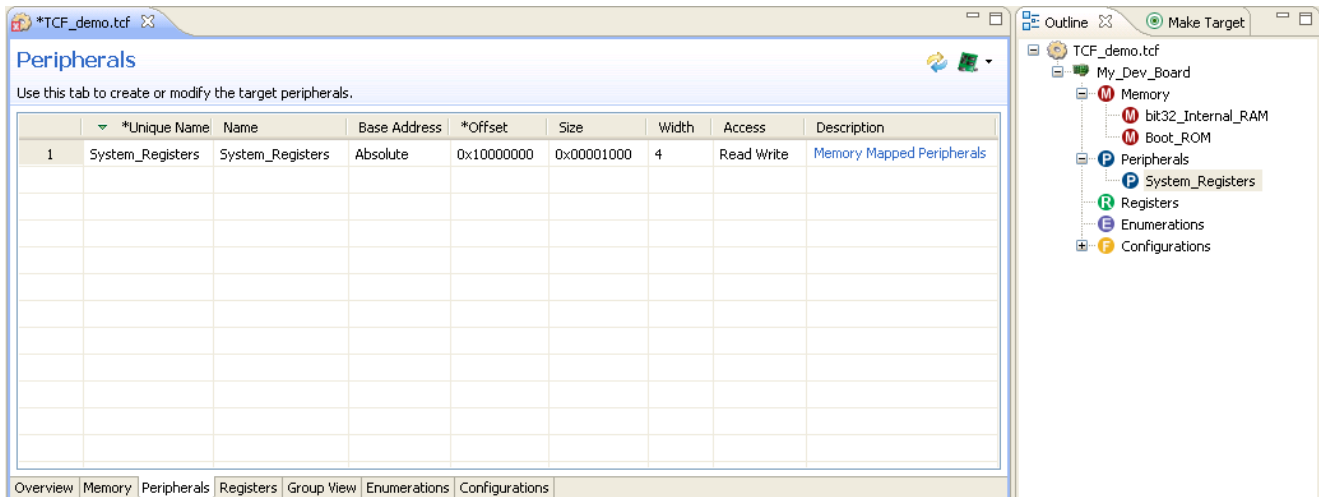 *TCF_demo.tcf
Peripherals
Use this tab to create or modify the target peripherals.
*Unique Name Name Base Address *Offset Size Width Access Description
1 System_Registers System_Registers Absolute 0x10000000 0x00001000 4 Read Write Memory Mapped Peripherals
Overview Memory Peripherals Registers Group View Enumerations Configurations
Outline Make Target
TCF_demo.tcf
My_Dev_Board
M Memory
M bit32_Internal_RAM
M Boot_ROM
P Peripherals
P System_Registers
R Registers
E Enumerations
F Configurations